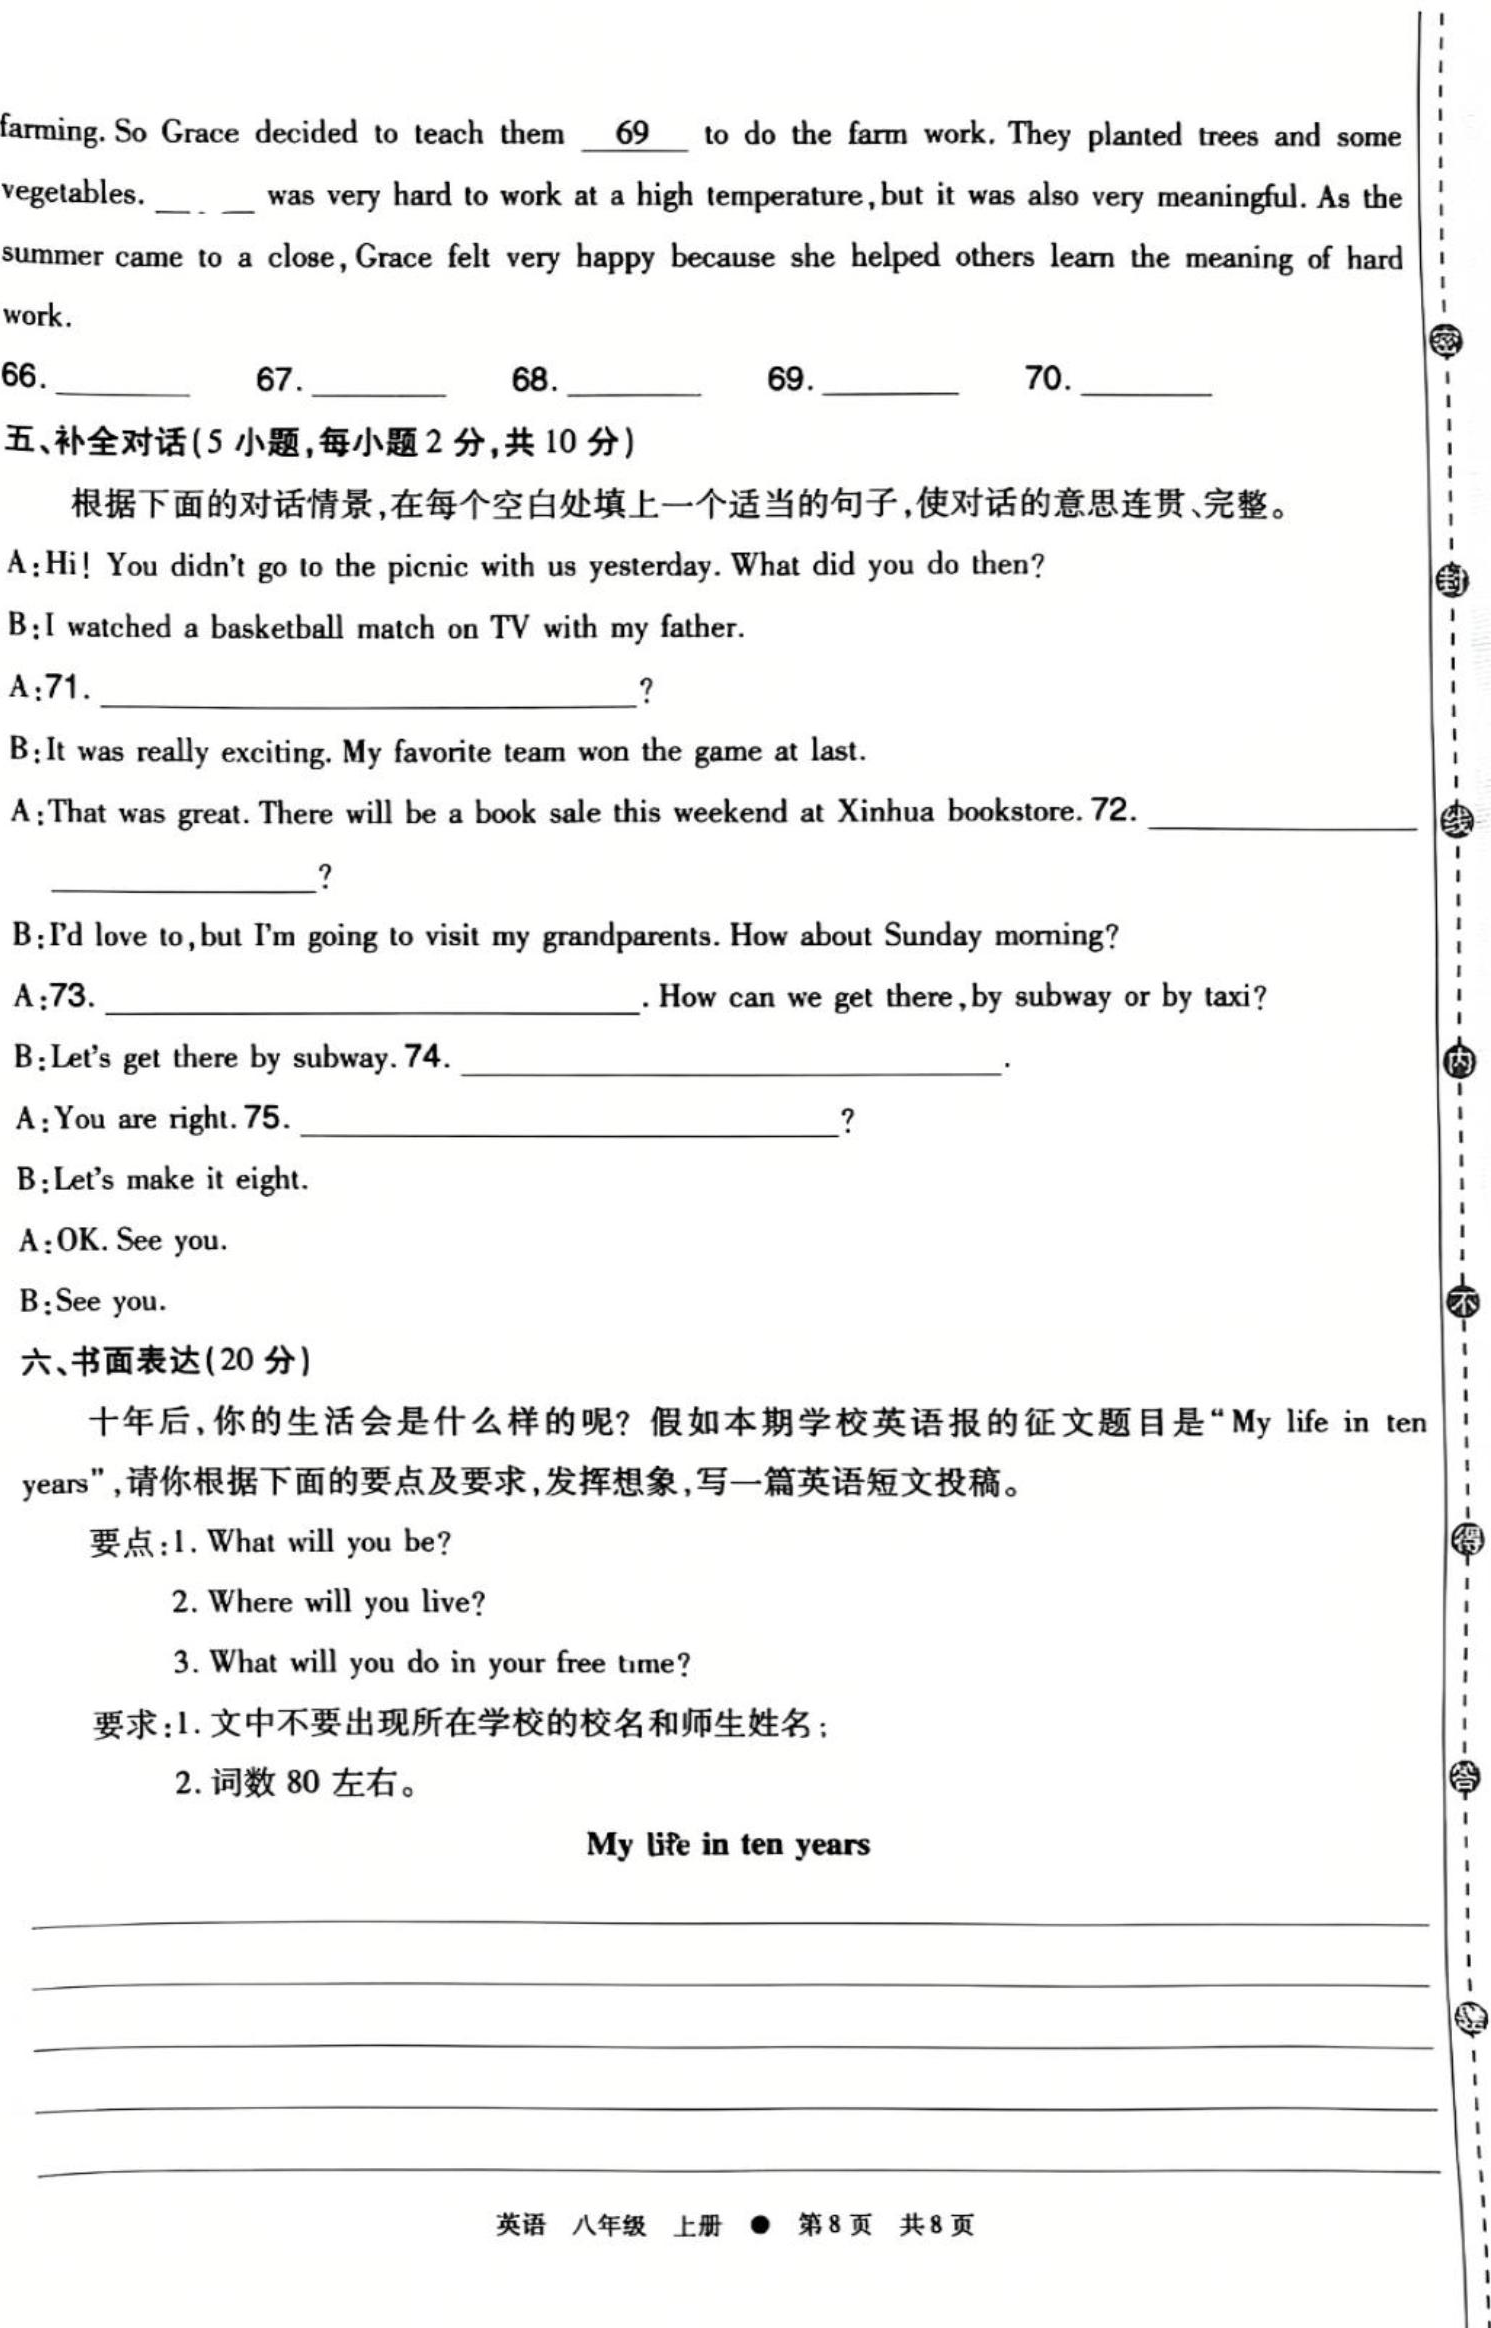 farming. So Grace decided to teach them 69 to do the farm work. They planted trees and some
vegetables. ____ was very hard to work at a high temperature, but it was also very meaningful. As the
summer came to a close, Grace felt very happy because she helped others learn the meaning of hard
work.
66. ________ 67. ________ 68. ________ 69. ________ 70. ________
五、补全对话(5 小题,每小题 2 分,共 10 分)
根据下面的对话情景,在每个空白处填上一个适当的句子,使对话的意思连贯、完整。
A:Hi! You didn't go to the picnic with us yesterday. What did you do then?
B:I watched a basketball match on TV with my father.
A:71. ________________?
B:It was really exciting. My favorite team won the game at last.
A:That was great. There will be a book sale this weekend at Xinhua bookstore. 72. ________
________?
B:I'd love to, but I'm going to visit my grandparents. How about Sunday morning?
A:73. ________________. How can we get there, by subway or by taxi?
B:Let's get there by subway. 74. ________________.
A:You are right. 75. ________________?
B:Let's make it eight.
A:OK. See you.
B:See you.
六、书面表达(20 分)
十年后,你的生活会是什么样的呢? 假如本期学校英语报的征文题目是“My life in ten
years”,请你根据下面的要点及要求,发挥想象,写一篇英语短文投稿。
要点:1. What will you be?
2. Where will you live?
3. What will you do in your free time?
要求:1. 文中不要出现所在学校的校名和师生姓名;
2. 词数 80 左右。
My life in ten years
英语 八年级 上册 ● 第 8 页 共 8 页
密
封
线
内
不
得
答